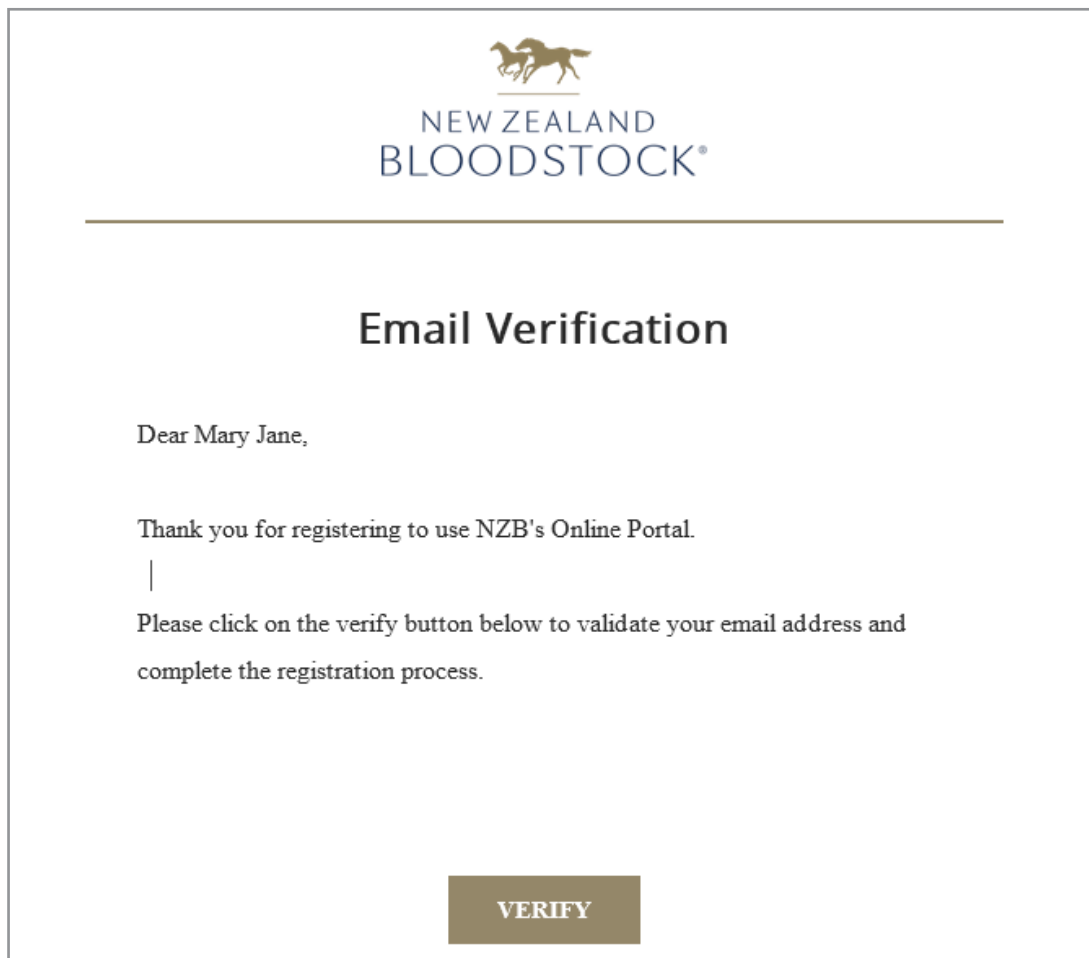 NEW ZEALAND
BLOODSTOCK®
Email Verification
Dear Mary Jane,
Thank you for registering to use NZB's Online Portal.
Please click on the verify button below to validate your email address and
complete the registration process.
VERIFY